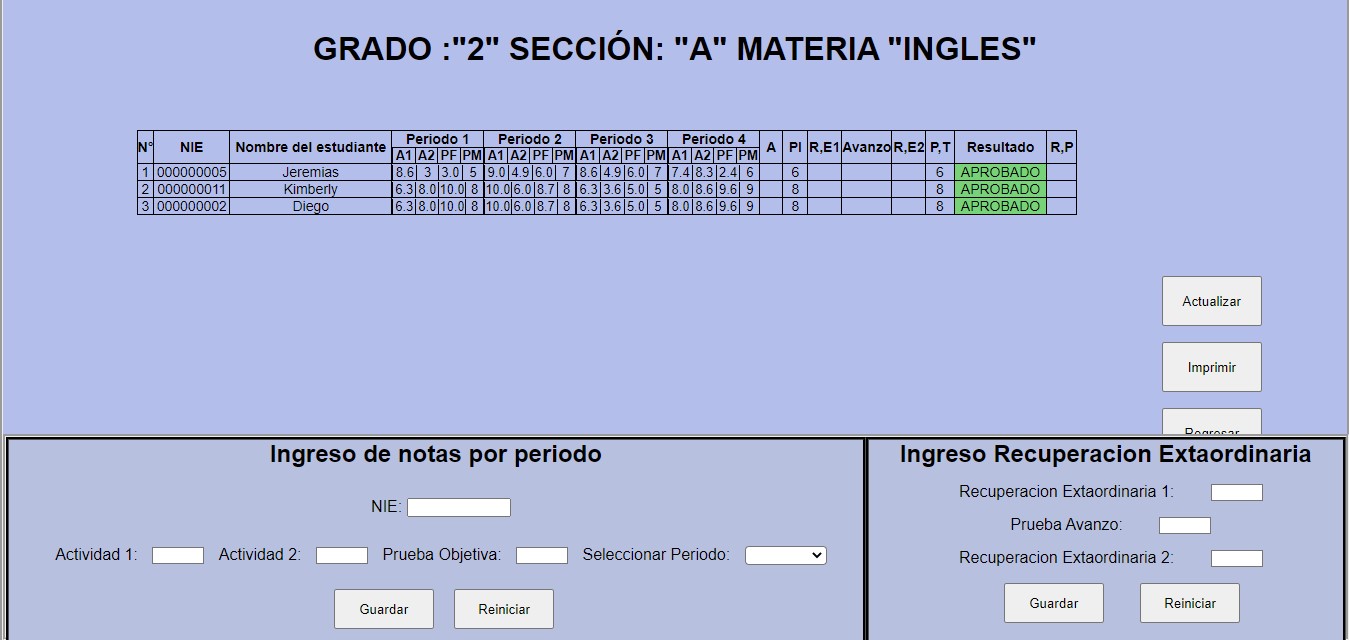 GRADO :"2" SECCIÓN: "A" MATERIA "INGLES"
N° NIE Nombre del estudiante Periodo 1 Periodo 2 Periodo 3 Periodo 4 A PI R,E1 Avanzo R,E2 P,T Resultado R,P
A1 A2 PF PM A1 A2 PF PM A1 A2 PF PM A1 A2 PF PM
1 000000005 Jeremias 8.6 3 3.0 5 9.0 4.9 6.0 7 8.6 4.9 6.0 7 7.4 8.3 2.4 6 6 6 APROBADO
2 000000011 Kimberly 6.3 8.0 10.0 8 10.0 6.0 8.7 8 6.3 3.6 5.0 5 8.0 8.6 9.6 9 8 8 APROBADO
3 000000002 Diego 6.3 8.0 10.0 8 10.0 6.0 8.7 8 6.3 3.6 5.0 5 8.0 8.6 9.6 9 8 8 APROBADO
Actualizar
Imprimir
Regresar
Ingreso de notas por periodo
NIE:
Actividad 1: Actividad 2: Prueba Objetiva: Seleccionar Periodo:
Guardar Reiniciar
Ingreso Recuperacion Extaordinaria
Recuperacion Extaordinaria 1:
Prueba Avanzo:
Recuperacion Extaordinaria 2:
Guardar Reiniciar